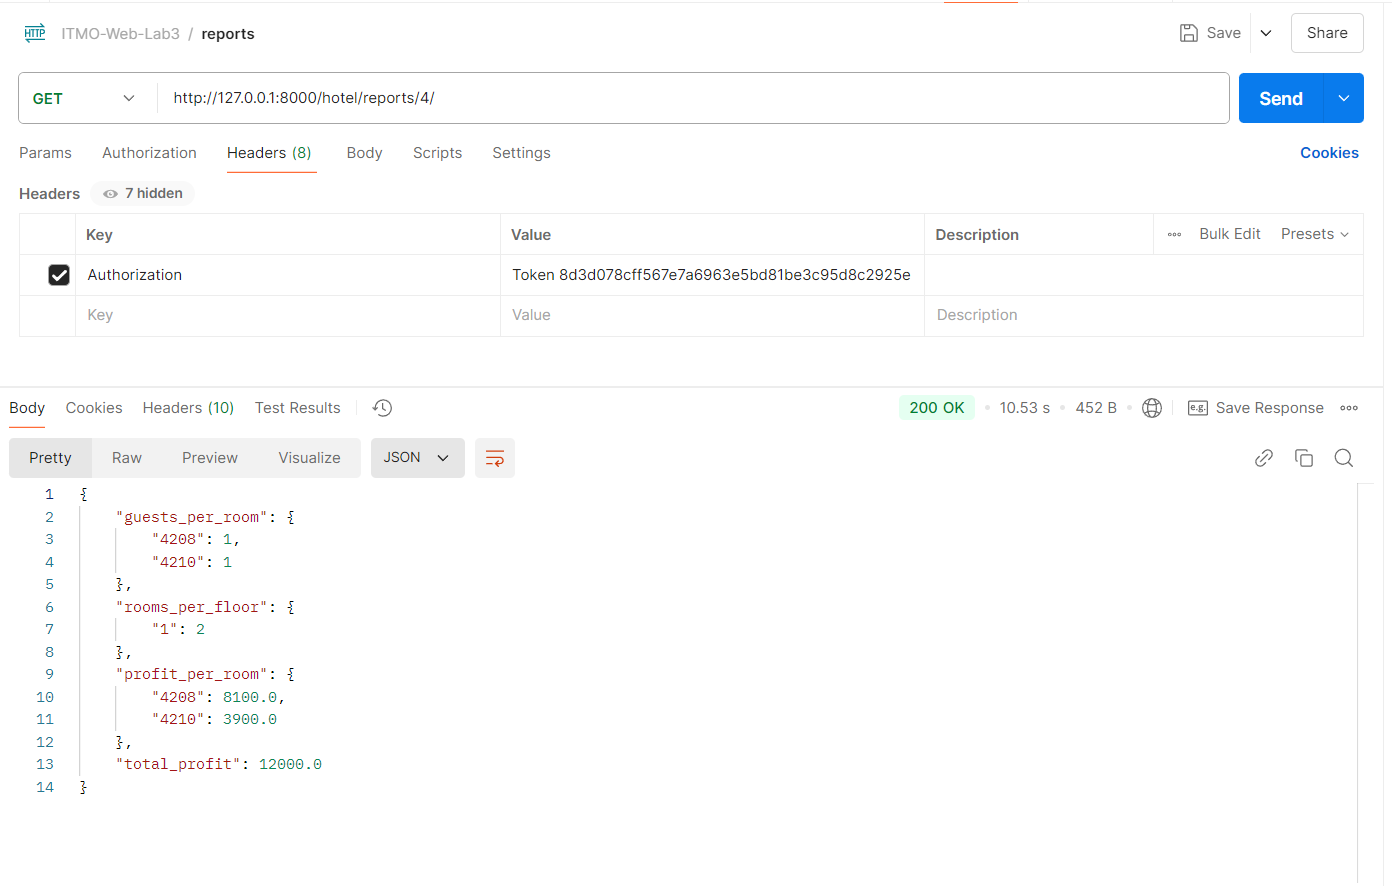 HTTP ITMO-Web-Lab3 / reports Save Share
GET http://127.0.0.1:8000/hotel/reports/4/ Send
Params Authorization Headers (8) Body Scripts Settings Cookies
Headers 7 hidden
Key Value Description Bulk Edit Presets
Authorization Token 8d3d078cff567e7a6963e5bd81be3c95d8c2925e
Key Value Description
Body Cookies Headers (10) Test Results 200 OK • 10.53 s • 452 B • e.g. Save Response
Pretty Raw Preview Visualize JSON
1 {
2 "guests_per_room": {
3 "4208": 1,
4 "4210": 1
5 },
6 "rooms_per_floor": {
7 "1": 2
8 },
9 "profit_per_room": {
10 "4208": 8100.0,
11 "4210": 3900.0
12 },
13 "total_profit": 12000.0
14 }